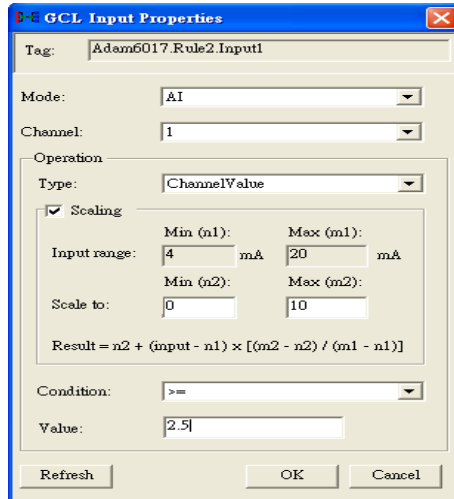 GCL Input Properties
Tag: Adam6017.Rule2.Input1
Mode: AI
Channel: 1
Operation
Type: ChannelValue
Scaling
Min (n1): Max (m1):
Input range: 4 mA 20 mA
Min (n2): Max (m2):
Scale to: 0 10
Result = n2 + (input - n1) x [(m2 - n2) / (m1 - n1)]
Condition: >=
Value: 2.5
Refresh OK Cancel